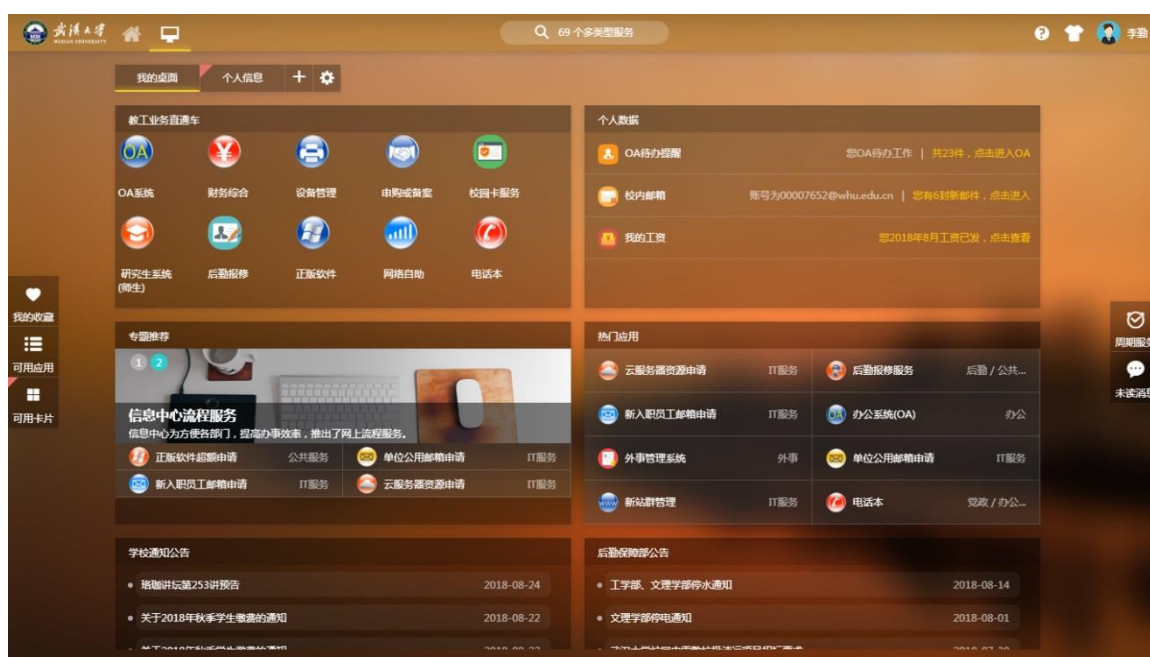 武汉大学
WUHAN UNIVERSITY
69 个多类型服务
李勤
我的桌面
个人信息
教工业务直通车
OA
OA系统
财务综合
设备管理
申购或备案
校园卡服务
研究生系统
(师生)
后勤报修
正版软件
网络自助
电话本
个人数据
OA待办提醒
您OA待办工作 | 共23件，点击进入OA
校内邮箱
账号为00007652@whu.edu.cn | 您有6封新邮件，点击进入
我的工资
您2018年8月工资已发，点击查看
我的收藏
可用应用
可用卡片
周期服务
未读消息
专题推荐
1 2
信息中心流程服务
信息中心为方便各部门，提高办事效率，推出了网上流程服务。
正版软件超额申请 公共服务
单位公用邮箱申请 IT服务
新入职员工邮箱申请 IT服务
云服务器资源申请 IT服务
热门应用
云服务器资源申请 IT服务
后勤报修服务 后勤 / 公共...
新入职员工邮箱申请 IT服务
办公系统(OA) 办公
外事管理系统 外事
单位公用邮箱申请 IT服务
新站群管理 IT服务
电话本 党政 / 办公...
学校通知公告
珞珈讲坛第253讲预告 2018-08-24
关于2018年秋季学生缴费的通知 2018-08-22
后勤保障部公告
工学部、文理学部停水通知 2018-08-14
文理学部停电通知 2018-08-01